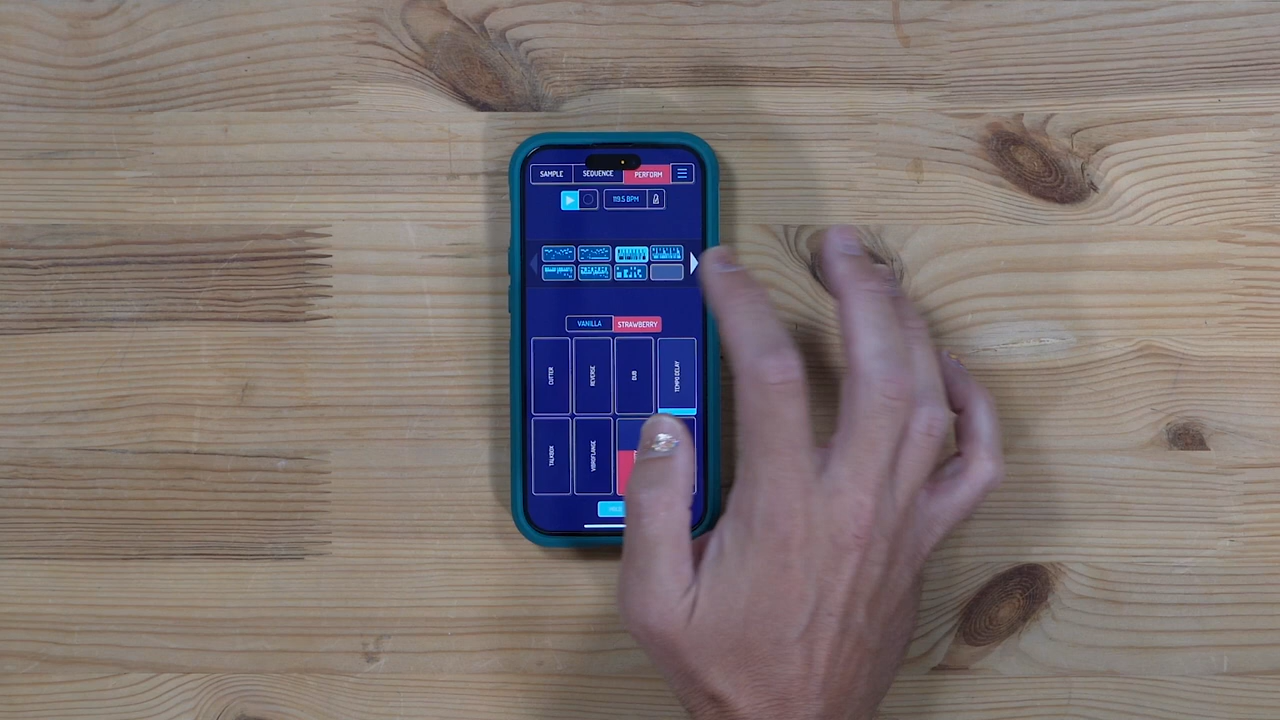 SAMPLE SEQUENCE PERFORM
119.5 BPM
VANILLA STRAWBERRY
CUTTER REVERSE DUB TEMPO DELAY
TALKBOX VIBROFLANGE